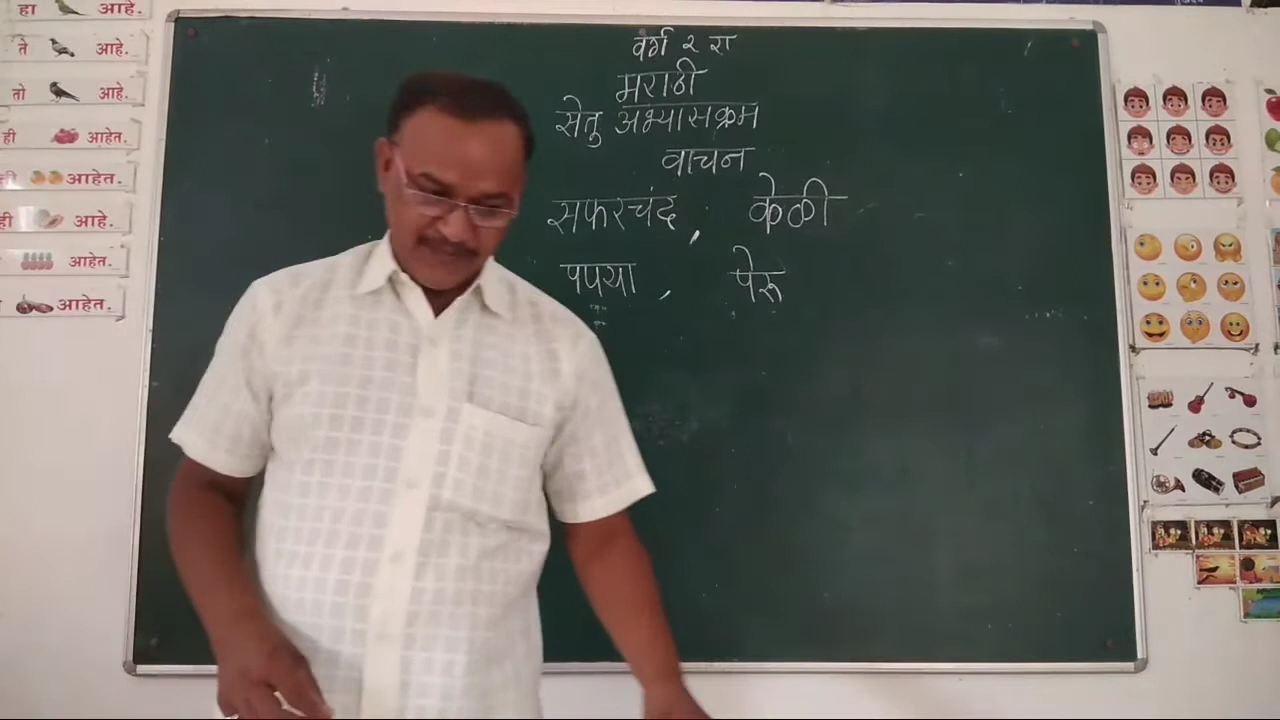 हा आहे.
ते आहे.
तो आहे.
ही आहेत.
ही आहेत.
ही आहे.
आहेत.
आहेत.
वर्ग २ रा
मराठी
सेतु अभ्यासक्रम
वाचन
सफरचंद, केळी
पपया, पेरू